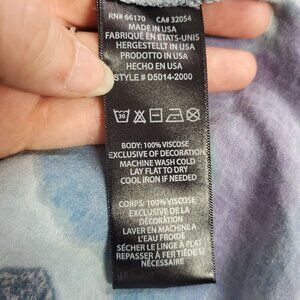 RN# 66170 CA# 32054
MADE IN USA
FABRIQUÉ EN ETATS-UNIS
HERGESTELLT IN USA
PRODOTTO IN USA
HECHO EN USA
STYLE # D5014-2000
30
BODY: 100% VISCOSE
EXCLUSIVE OF DECORATION
MACHINE WASH COLD
LAY FLAT TO DRY
COOL IRON IF NEEDED
CORPS: 100% VISCOSE
EXCLUSIVE DE LA
DÉCORATION
LAVER EN MACHINE A
L'EAU FROIDE
SÉCHER LE LINGE À PLAT
REPASSER À FER TIÉDE SI
NÉCESSAIRE